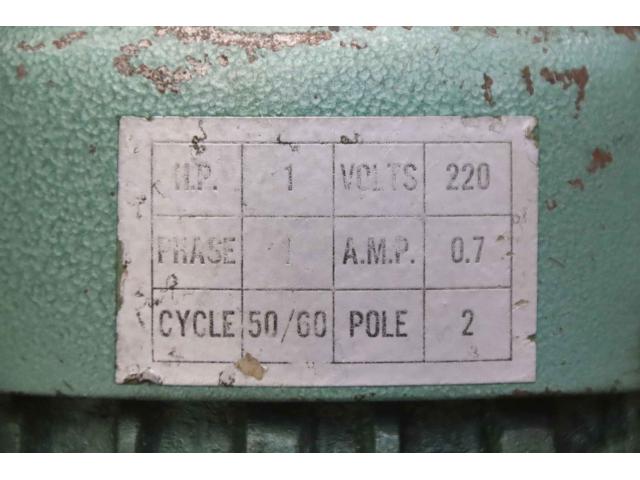 H.P. 1 VOLTS 220
PHASE 1 A.M.P. 0.7
CYCLE 50/60 POLE 2